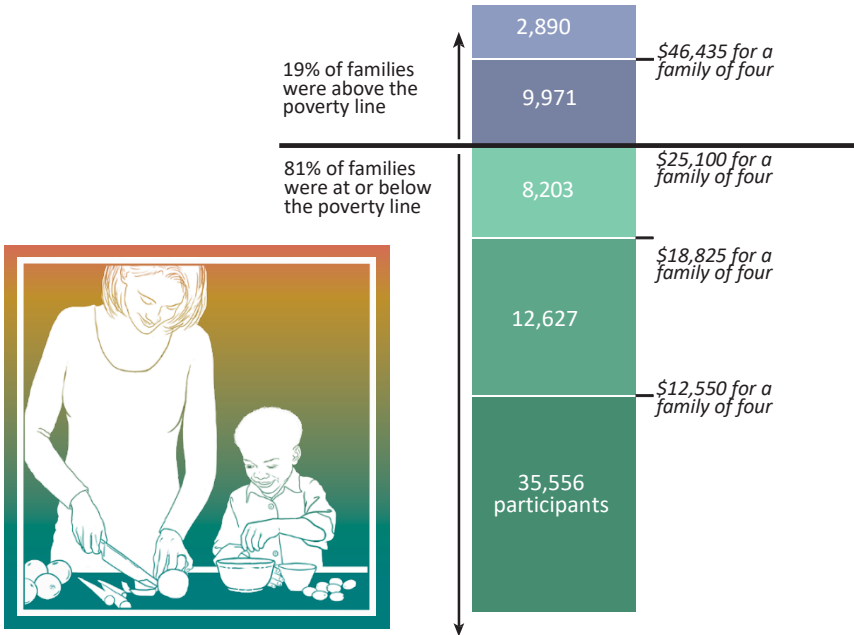 2,890
$46,435 for a
family of four
19% of families
were above the
poverty line
9,971
81% of families
were at or below
the poverty line
$25,100 for a
family of four
8,203
$18,825 for a
family of four
12,627
$12,550 for a
family of four
35,556
participants